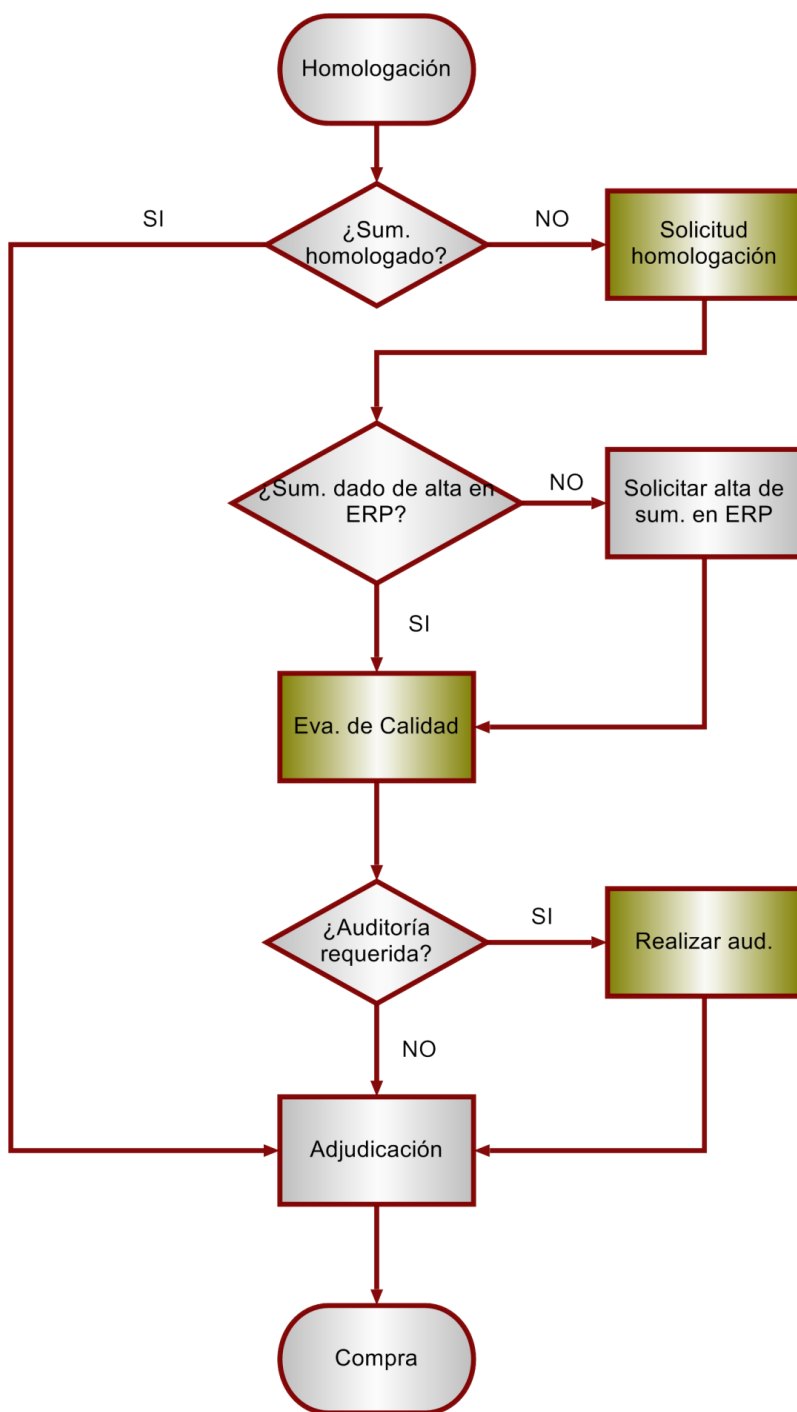 Homologación
SI
¿Sum.
homologado?
NO
Solicitud
homologación
¿Sum. dado de alta en
ERP?
NO
Solicitar alta de
sum. en ERP
SI
Eva. de Calidad
¿Auditoría
requerida?
SI
Realizar aud.
NO
Adjudicación
Compra